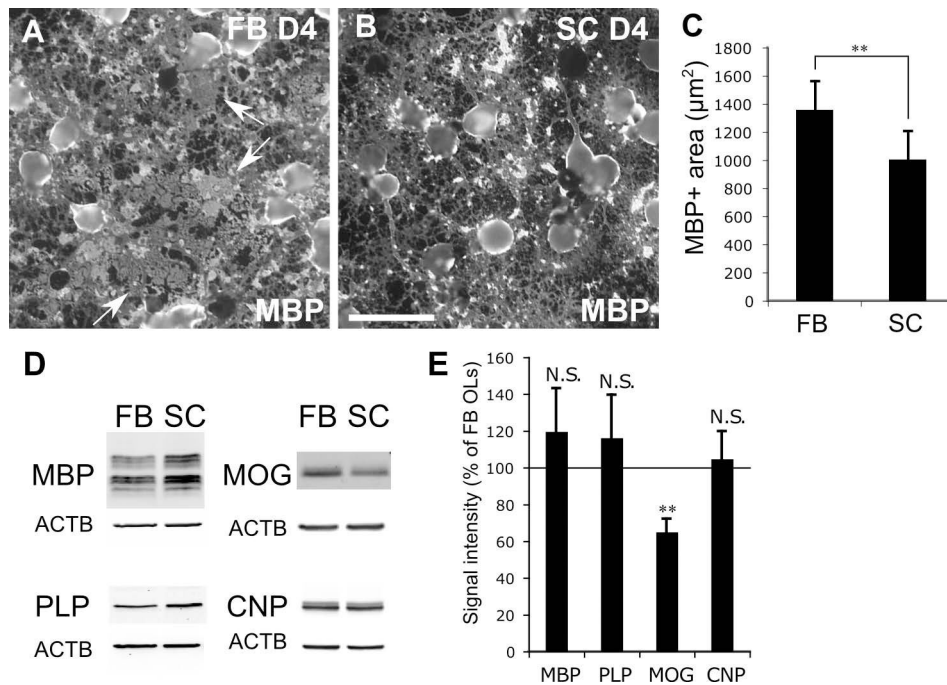 A
FB D4
MBP
B
SC D4
MBP
C
MBP+ area (µm²)
1800
1600
1400
1200
1000
800
600
400
200
0
**
FB
SC
D
FB SC
MBP
ACTB
FB SC
MOG
ACTB
PLP
ACTB
CNP
ACTB
E
Signal intensity (% of FB OLs)
160
140
120
100
80
60
40
20
0
N.S.
N.S.
**
N.S.
MBP
PLP
MOG
CNP